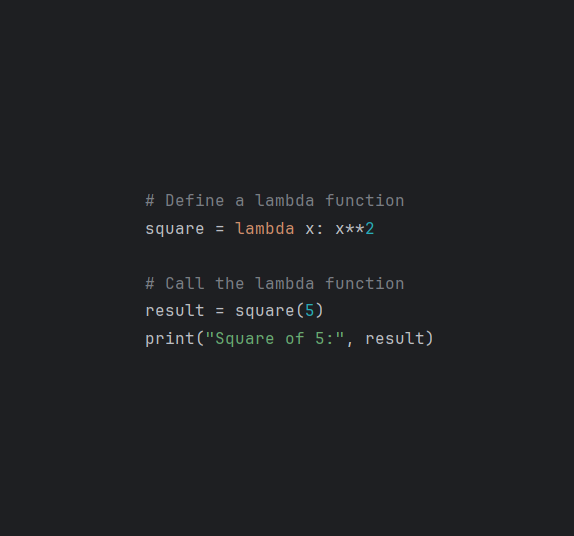 # Define a lambda function
square = lambda x: x**2
# Call the lambda function
result = square(5)
print("Square of 5:", result)